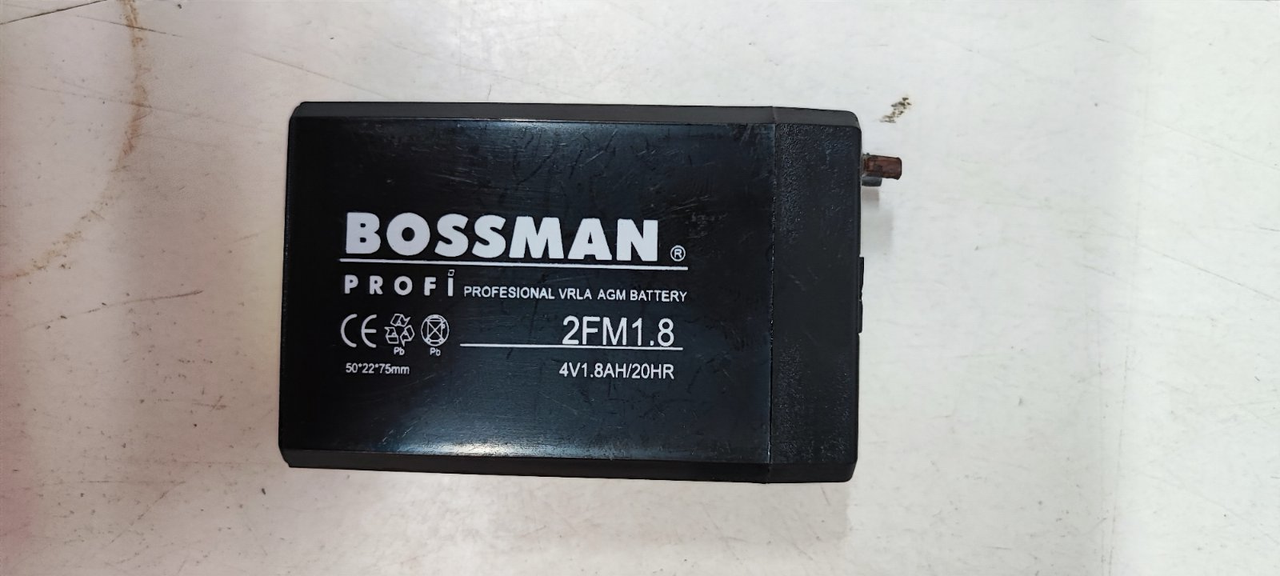 BOSSMAN ®
PROFi PROFESIONAL VRLA AGM BATTERY
CE Pb Pb 2FM1.8
50*22*75mm 4V1.8AH/20HR